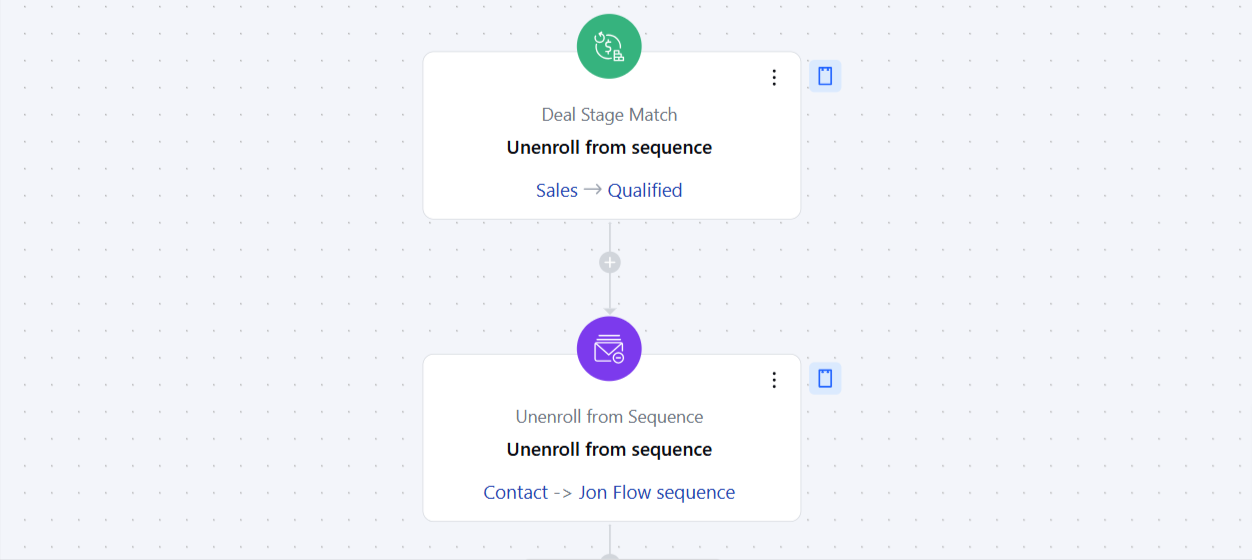 Deal Stage Match
Unenroll from sequence
Sales → Qualified
Unenroll from Sequence
Unenroll from sequence
Contact -> Jon Flow sequence